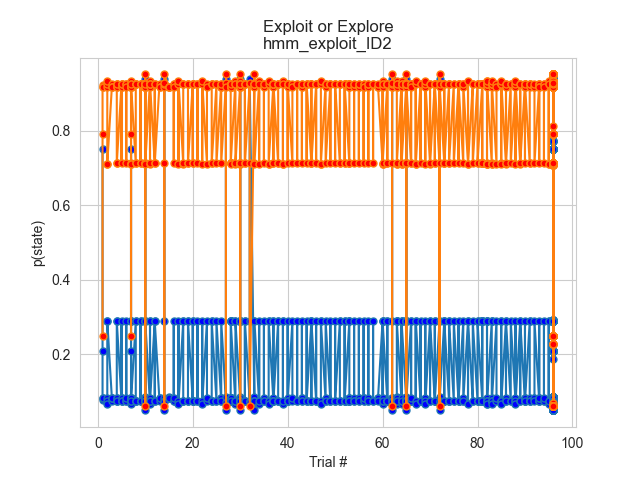 Exploit or Explore
hmm_exploit_ID2
p(state)
0.8
0.6
0.4
0.2
0 20 40 60 80 100
Trial #